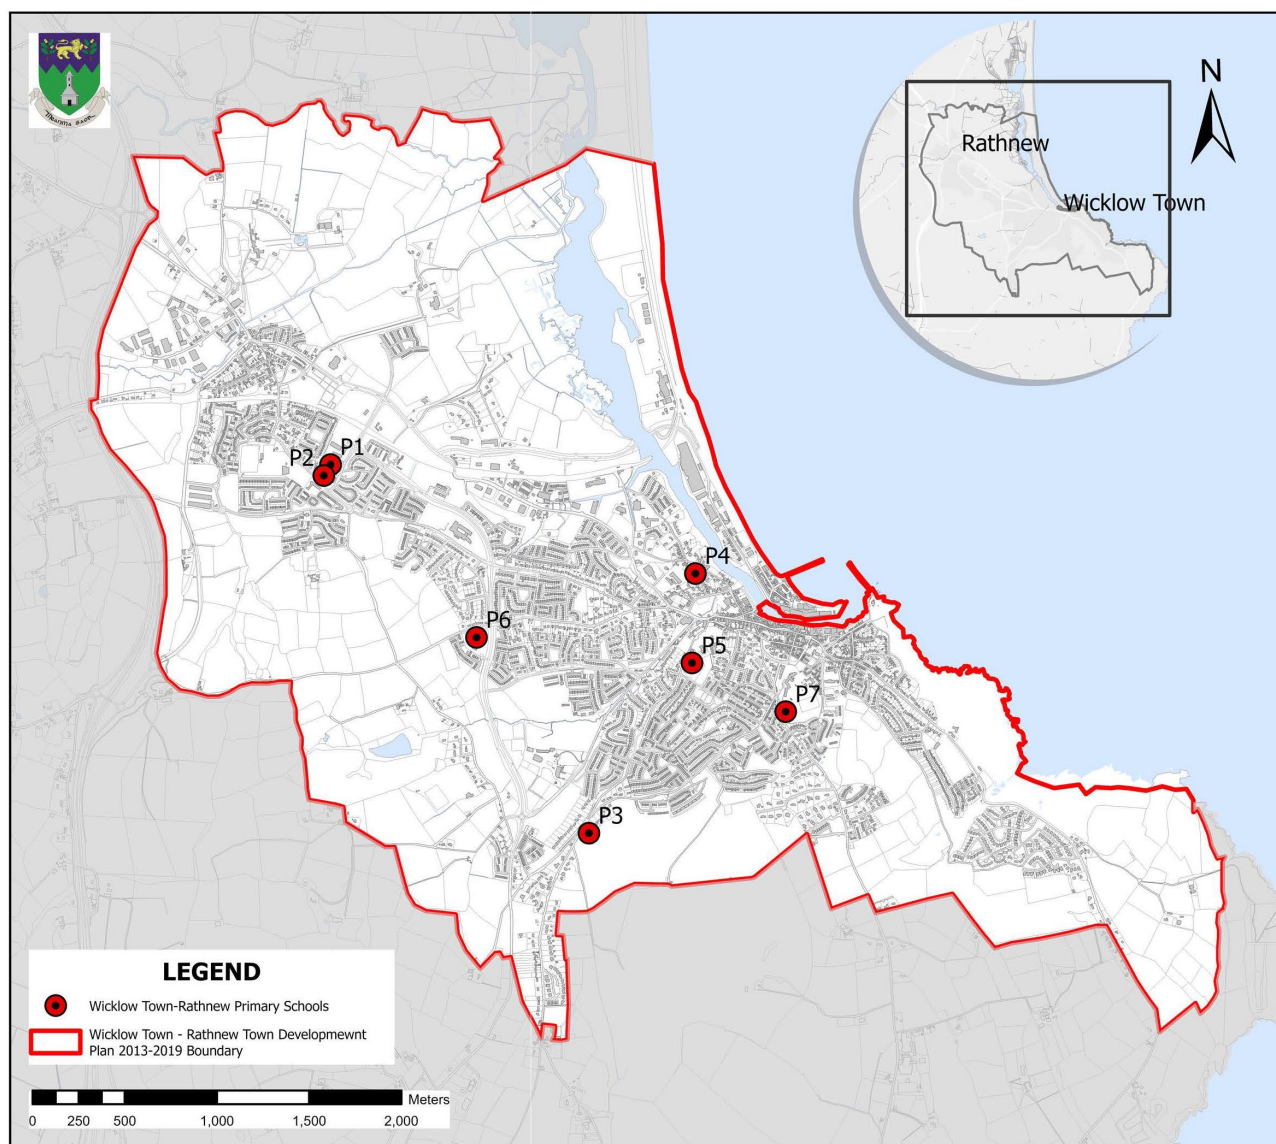 N
Rathnew
Wicklow Town
P1
P2
P4
P6
P5
P7
P3
LEGEND
Wicklow Town-Rathnew Primary Schools
Wicklow Town - Rathnew Town Developmewnt
Plan 2013-2019 Boundary
Meters
0 250 500 1,000 1,500 2,000